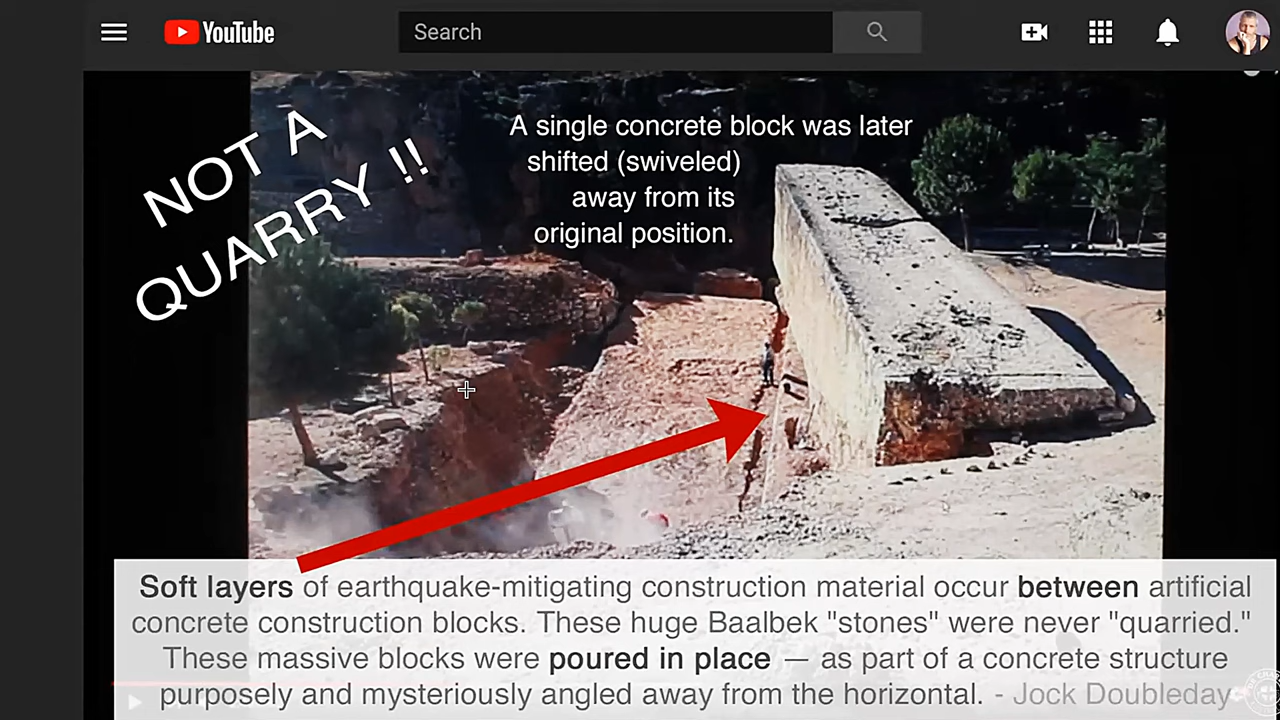 YouTube
Search
NOT A
QUARRY !!
A single concrete block was later
shifted (swiveled)
away from its
original position.
Soft layers of earthquake-mitigating construction material occur between artificial
concrete construction blocks. These huge Baalbek "stones" were never "quarried."
These massive blocks were poured in place — as part of a concrete structure
purposely and mysteriously angled away from the horizontal. - Jock Doubleday